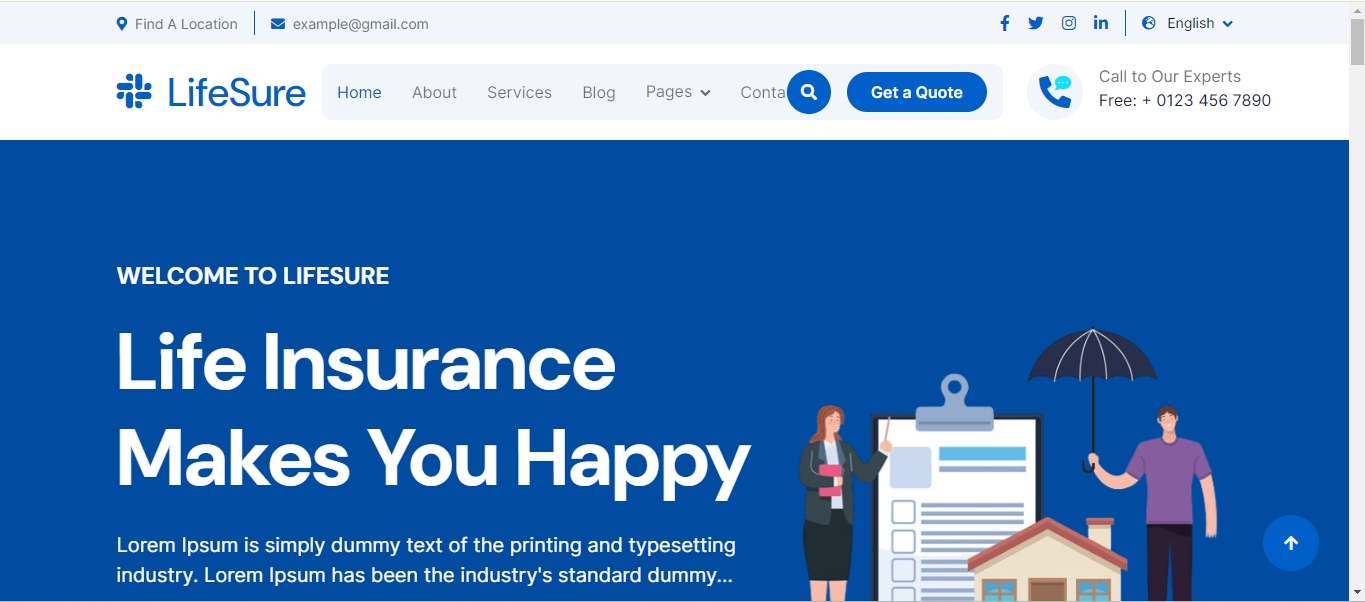 Find A Location
example@gmail.com
English
LifeSure
Home
About
Services
Blog
Pages
Conta
Get a Quote
Call to Our Experts
Free: + 0123 456 7890
WELCOME TO LIFESURE
Life Insurance
Makes You Happy
Lorem Ipsum is simply dummy text of the printing and typesetting
industry. Lorem Ipsum has been the industry's standard dummy...